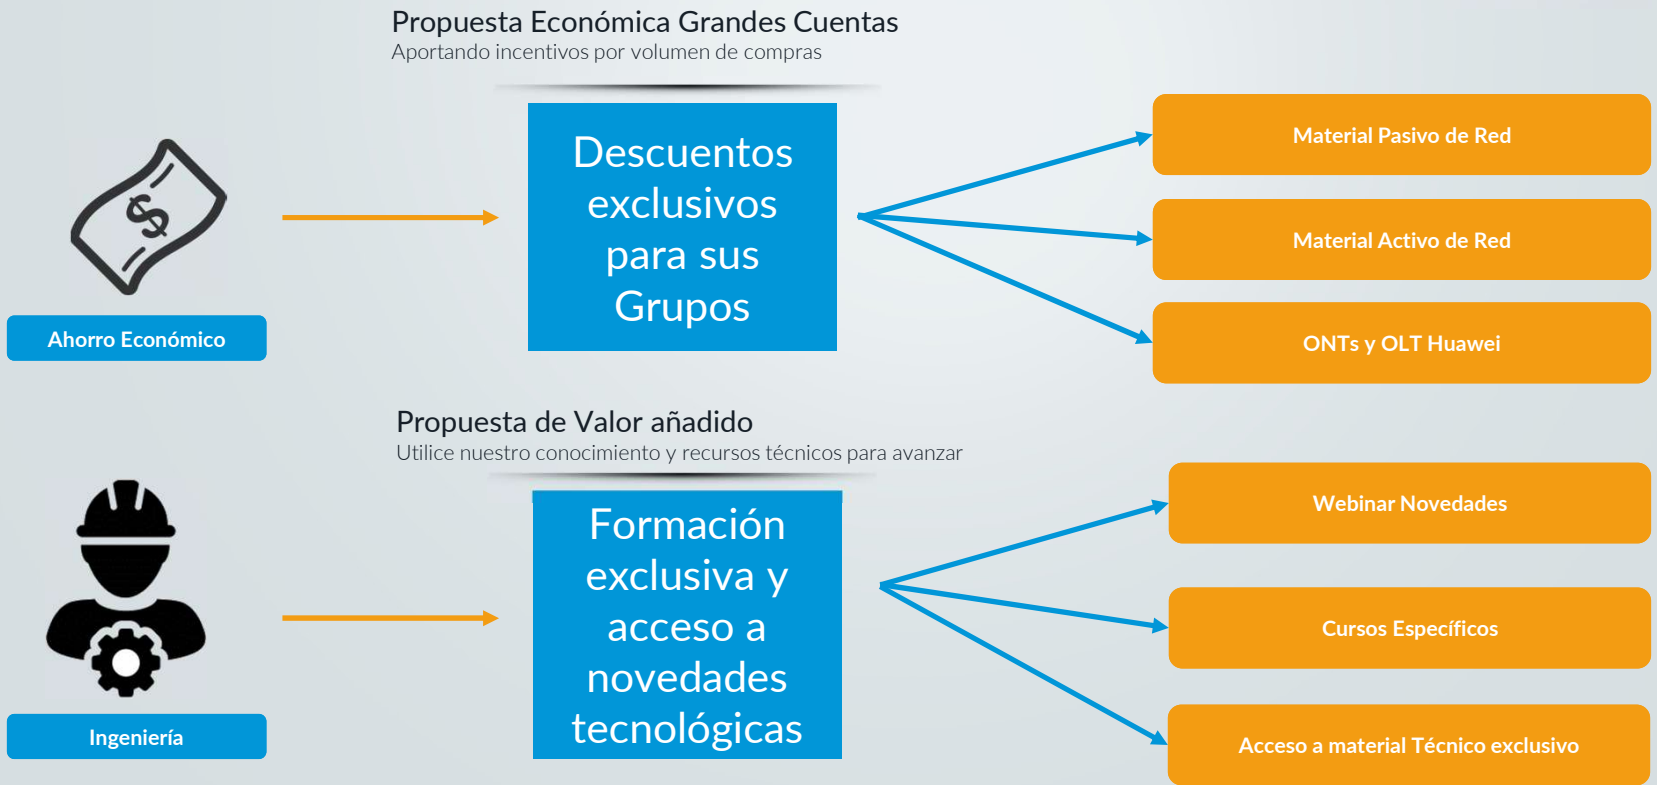 Propuesta Económica Grandes Cuentas
Aportando incentivos por volumen de compras
Ahorro Económico
Descuentos
exclusivos
para sus
Grupos
Material Pasivo de Red
Material Activo de Red
ONTs y OLT Huawei
Propuesta de Valor añadido
Utilice nuestro conocimiento y recursos técnicos para avanzar
Ingeniería
Formación
exclusiva y
acceso a
novedades
tecnológicas
Webinar Novedades
Cursos Específicos
Acceso a material Técnico exclusivo